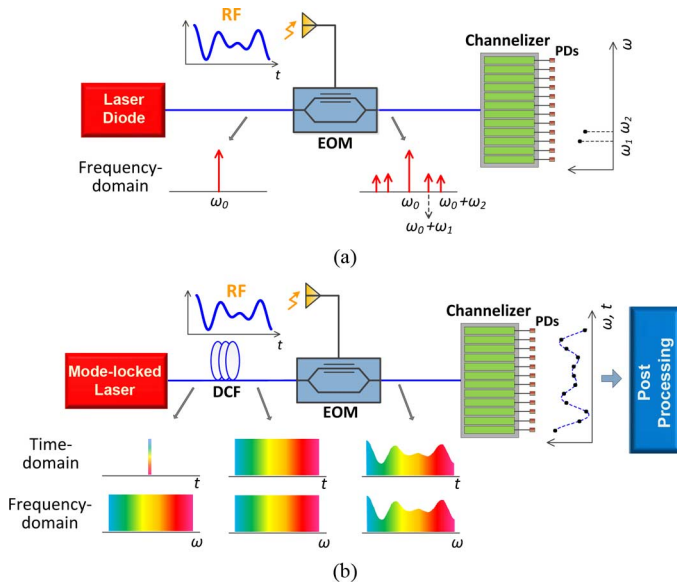 RF
t
Channelizer
PDs
ω
Laser
Diode
EOM
ω₂
ω₁
Frequency-
domain
ω₀
ω₀ ω₀+ω₂
ω₀+ω₁
(a)
RF
t
Channelizer
PDs
ω, t
Mode-locked
Laser
DCF
EOM
Post
Processing
Time-
domain
t t t
Frequency-
domain
ω ω ω
(b)